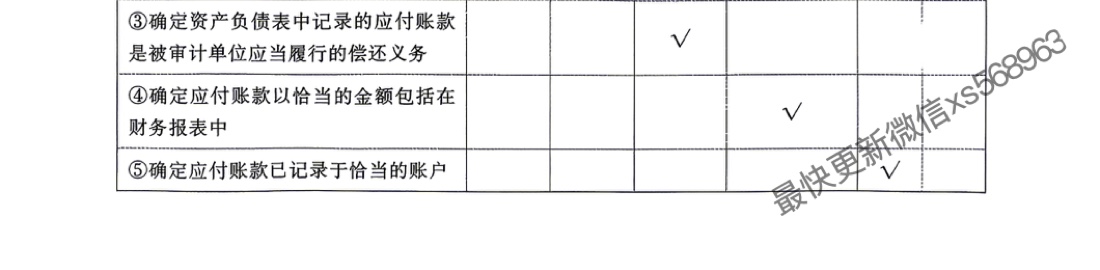 ③确定资产负债表中记录的应付账款
是被审计单位应当履行的偿还义务
√
④确定应付账款以恰当的金额包括在
财务报表中
√
⑤确定应付账款已记录于恰当的账户
√
最快更新微信xs568963